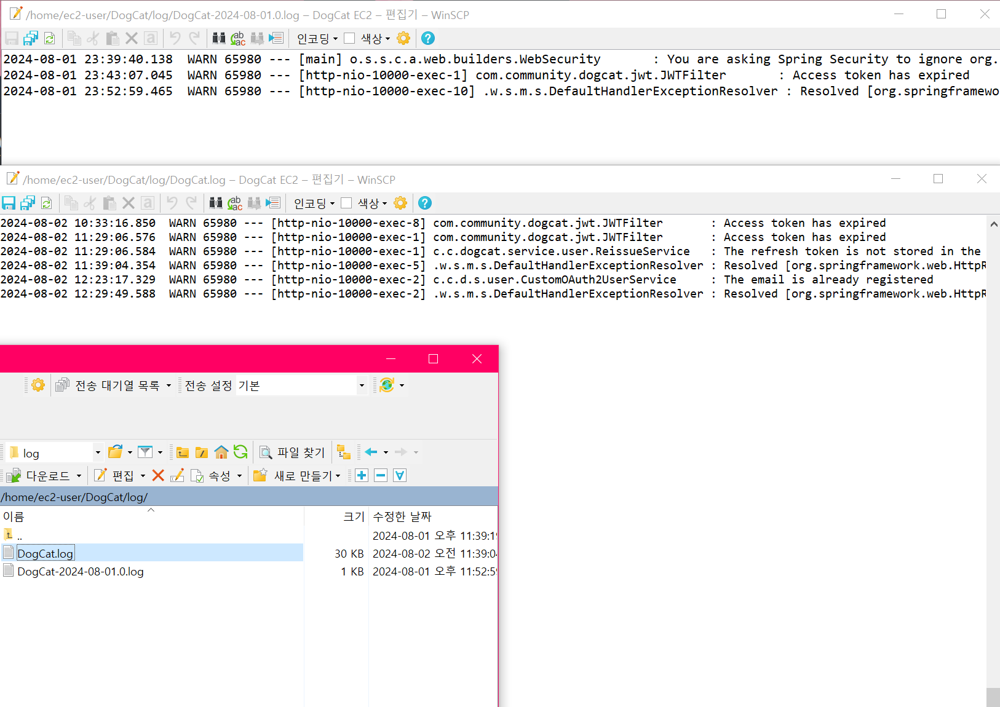 /home/ec2-user/DogCat/log/DogCat-2024-08-01.0.log – DogCat EC2 – 편집기 – WinSCP
인코딩 색상
2024-08-01 23:39:40.138 WARN 65980 --- [main] o.s.s.c.a.web.builders.WebSecurity : You are asking Spring Security to ignore org.
2024-08-01 23:43:07.045 WARN 65980 --- [http-nio-10000-exec-1] com.community.dogcat.jwt.JWTFilter : Access token has expired
2024-08-01 23:52:59.465 WARN 65980 --- [http-nio-10000-exec-10] .w.s.m.s.DefaultHandlerExceptionResolver : Resolved [org.springframewo
/home/ec2-user/DogCat/log/DogCat.log – DogCat EC2 – 편집기 – WinSCP
인코딩 색상
2024-08-02 10:33:16.850 WARN 65980 --- [http-nio-10000-exec-8] com.community.dogcat.jwt.JWTFilter : Access token has expired
2024-08-02 11:29:06.576 WARN 65980 --- [http-nio-10000-exec-1] com.community.dogcat.jwt.JWTFilter : Access token has expired
2024-08-02 11:29:06.584 WARN 65980 --- [http-nio-10000-exec-1] c.c.dogcat.service.user.ReissueService : The refresh token is not stored in the
2024-08-02 11:39:04.354 WARN 65980 --- [http-nio-10000-exec-5] .w.s.m.s.DefaultHandlerExceptionResolver : Resolved [org.springframework.web.HttpR
2024-08-02 12:23:17.329 WARN 65980 --- [http-nio-10000-exec-2] c.c.d.s.user.CustomOAuth2UserService : The email is already registered
2024-08-02 12:29:49.588 WARN 65980 --- [http-nio-10000-exec-2] .w.s.m.s.DefaultHandlerExceptionResolver : Resolved [org.springframework.web.HttpR
전송 대기열 목록 전송 설정 기본
log 파일 찾기
다운로드 편집 속성 새로 만들기
/home/ec2-user/DogCat/log/
이름 크기 수정한 날짜
.. 2024-08-01 오후 11:39:19
DogCat.log 30 KB 2024-08-02 오전 11:39:04
DogCat-2024-08-01.0.log 1 KB 2024-08-01 오후 11:52:59